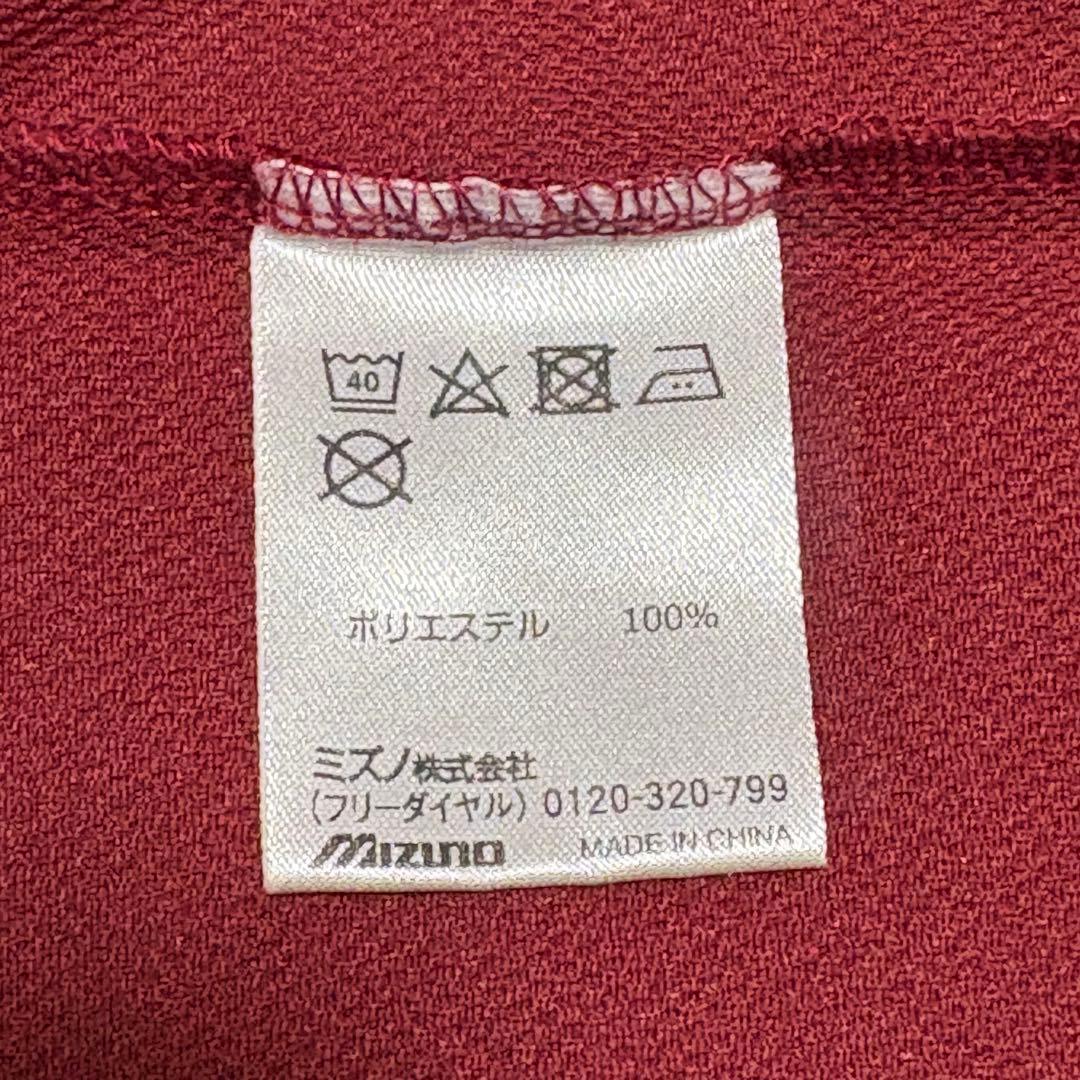 40
ポリエステル 100%
ミズノ株式会社
(フリーダイヤル) 0120-320-799
MIZUNO MADE IN CHINA